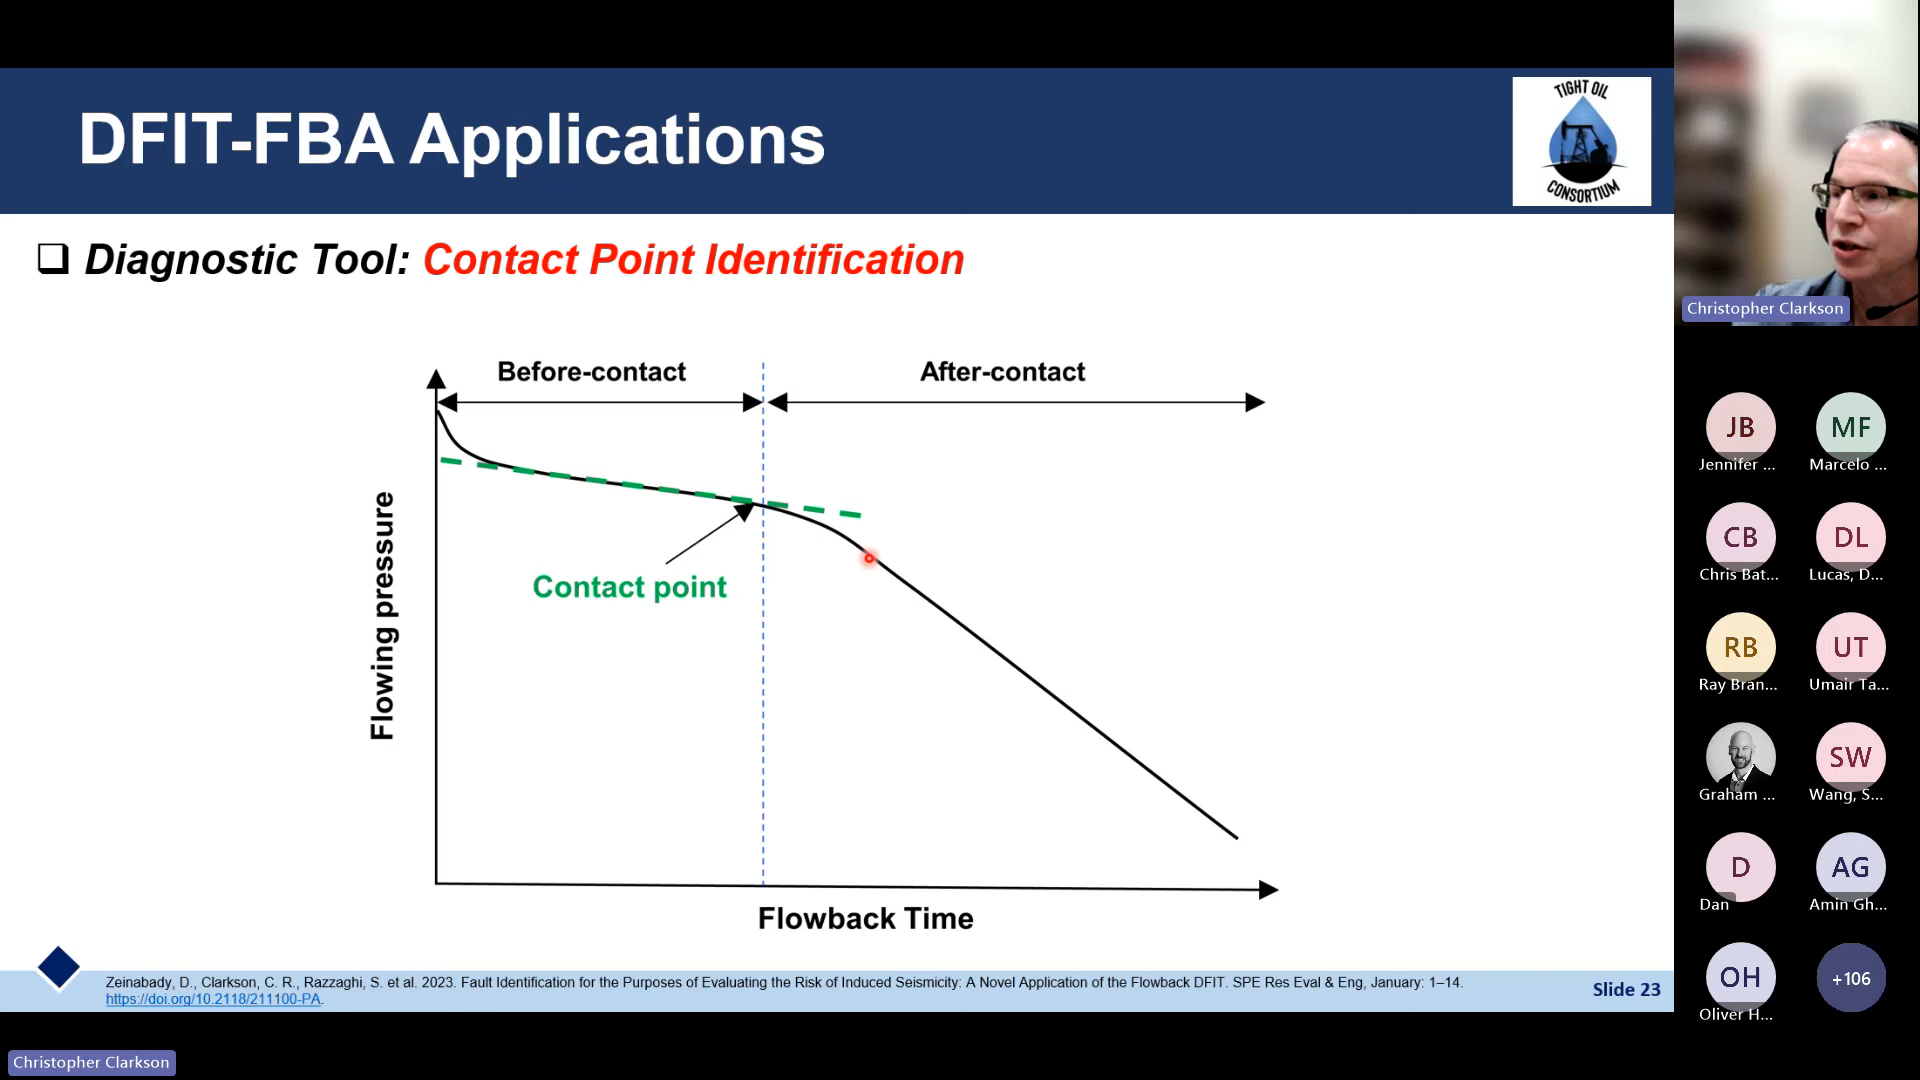 DFIT-FBA Applications
TIGHT OIL
CONSORTIUM
Diagnostic Tool: Contact Point Identification
Before-contact
After-contact
Contact point
Flowing pressure
Flowback Time
Zeinabady, D., Clarkson, C. R., Razzaghi, S. et al. 2023. Fault Identification for the Purposes of Evaluating the Risk of Induced Seismicity: A Novel Application of the Flowback DFIT. SPE Res Eval & Eng, January: 1–14.
https://doi.org/10.2118/211100-PA.
Slide 23
Christopher Clarkson
JB
Jennifer ...
MF
Marcelo ...
CB
Chris Bat...
DL
Lucas, D...
RB
Ray Bran...
UT
Umair Ta...
Graham ...
SW
Wang, S...
D
Dan
AG
Amin Gh...
OH
Oliver H...
+106
Christopher Clarkson